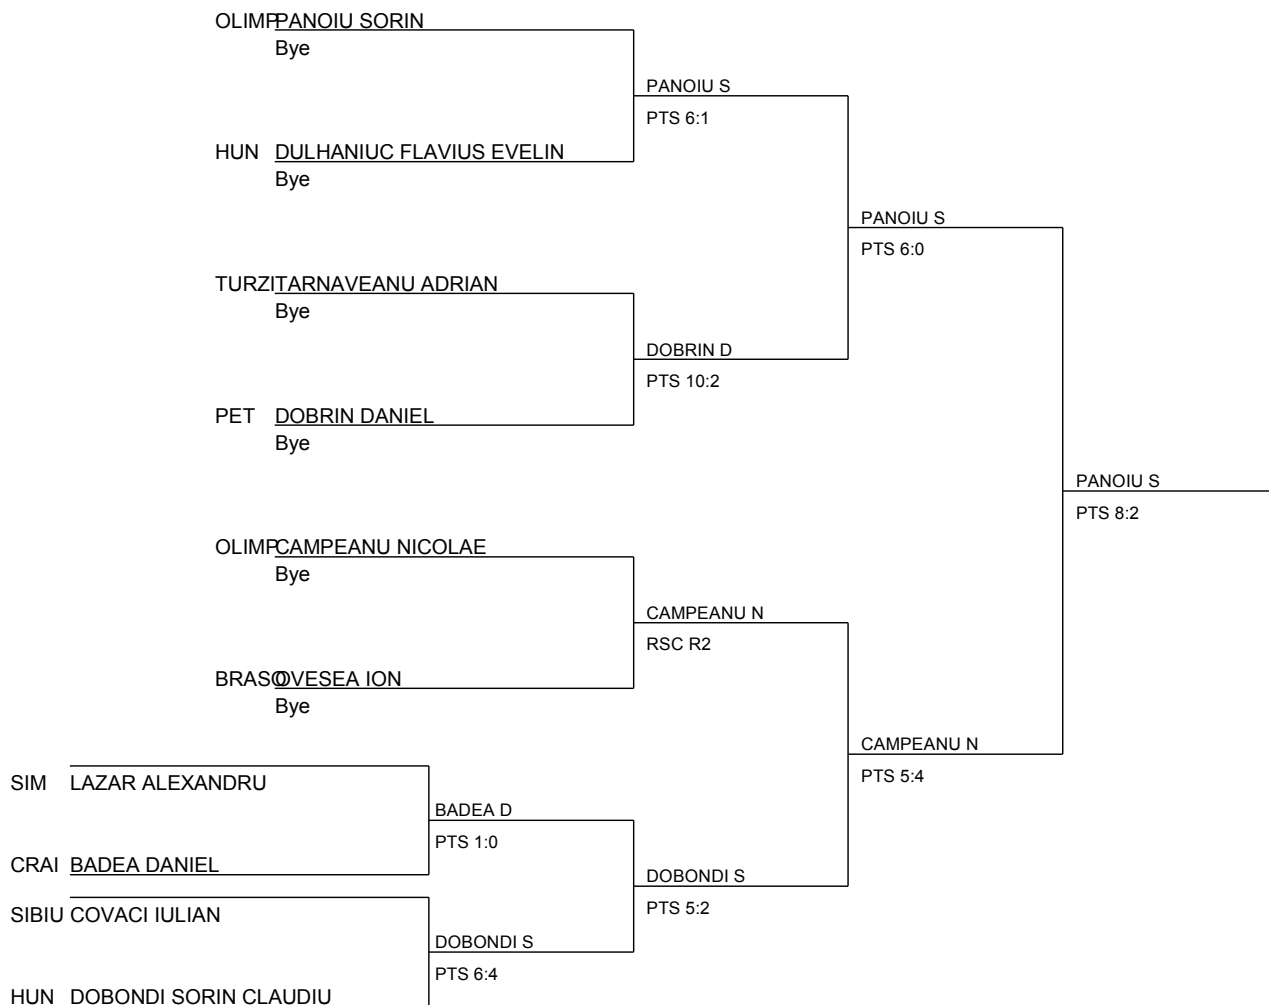 OLIMP PANOIU SORIN
Bye
PANOIU S
PTS 6:1
HUN DULHANIUC FLAVIUS EVELIN
Bye
PANOIU S
PTS 6:0
TURZI TARNAVEANU ADRIAN
Bye
DOBRIN D
PTS 10:2
PET DOBRIN DANIEL
Bye
PANOIU S
PTS 8:2
OLIMP CAMPEANU NICOLAE
Bye
CAMPEANU N
RSC R2
BRASO OVESEA ION
Bye
CAMPEANU N
PTS 5:4
SIM LAZAR ALEXANDRU
BADEA D
PTS 1:0
CRAI BADEA DANIEL
DOBONDI S
PTS 5:2
SIBIU COVACI IULIAN
DOBONDI S
PTS 6:4
HUN DOBONDI SORIN CLAUDIU